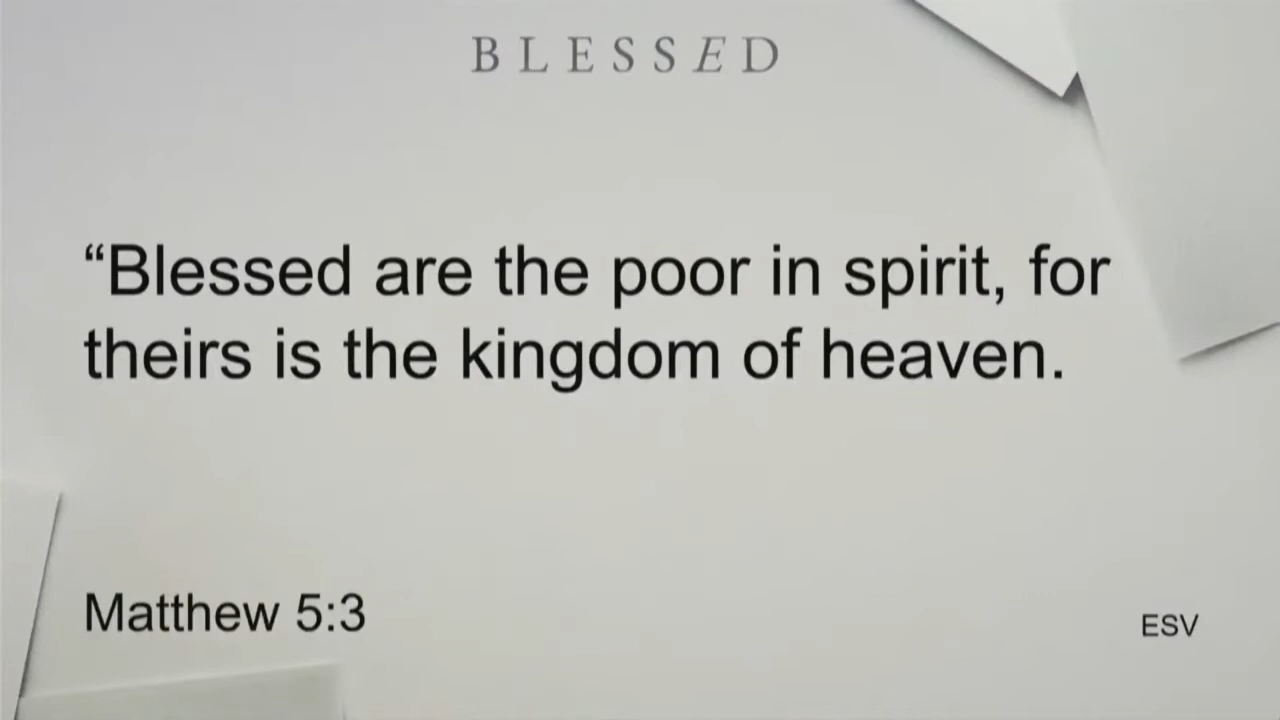 BLESSED
“Blessed are the poor in spirit, for
theirs is the kingdom of heaven.
Matthew 5:3
ESV